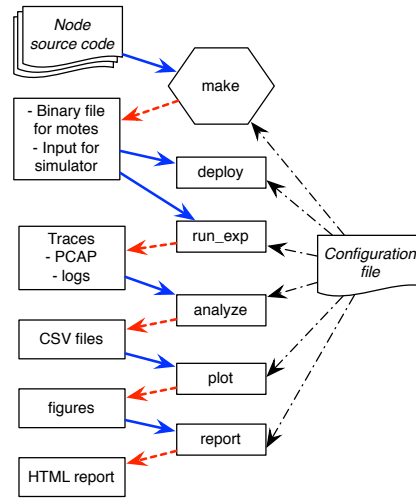 Node
source code
make
- Binary file
for motes
- Input for
simulator
deploy
run_exp
Traces
- PCAP
- logs
Configuration
file
analyze
CSV files
plot
figures
report
HTML report